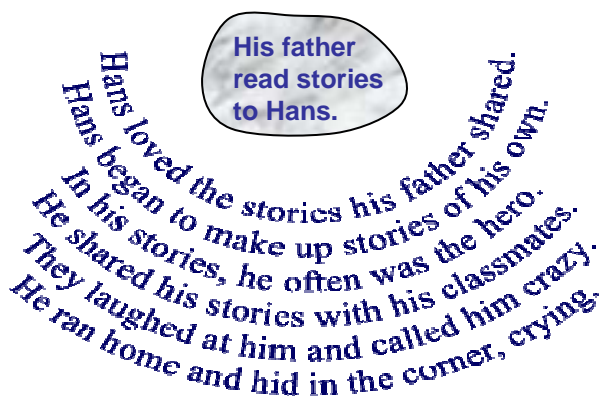 His father
read stories
to Hans.
Hans loved the stories his father shared.
Hans began to make up stories of his own.
In his stories, he often was the hero.
He shared his stories with his classmates.
They laughed at him and called him crazy.
He ran home and hid in the corner, crying.